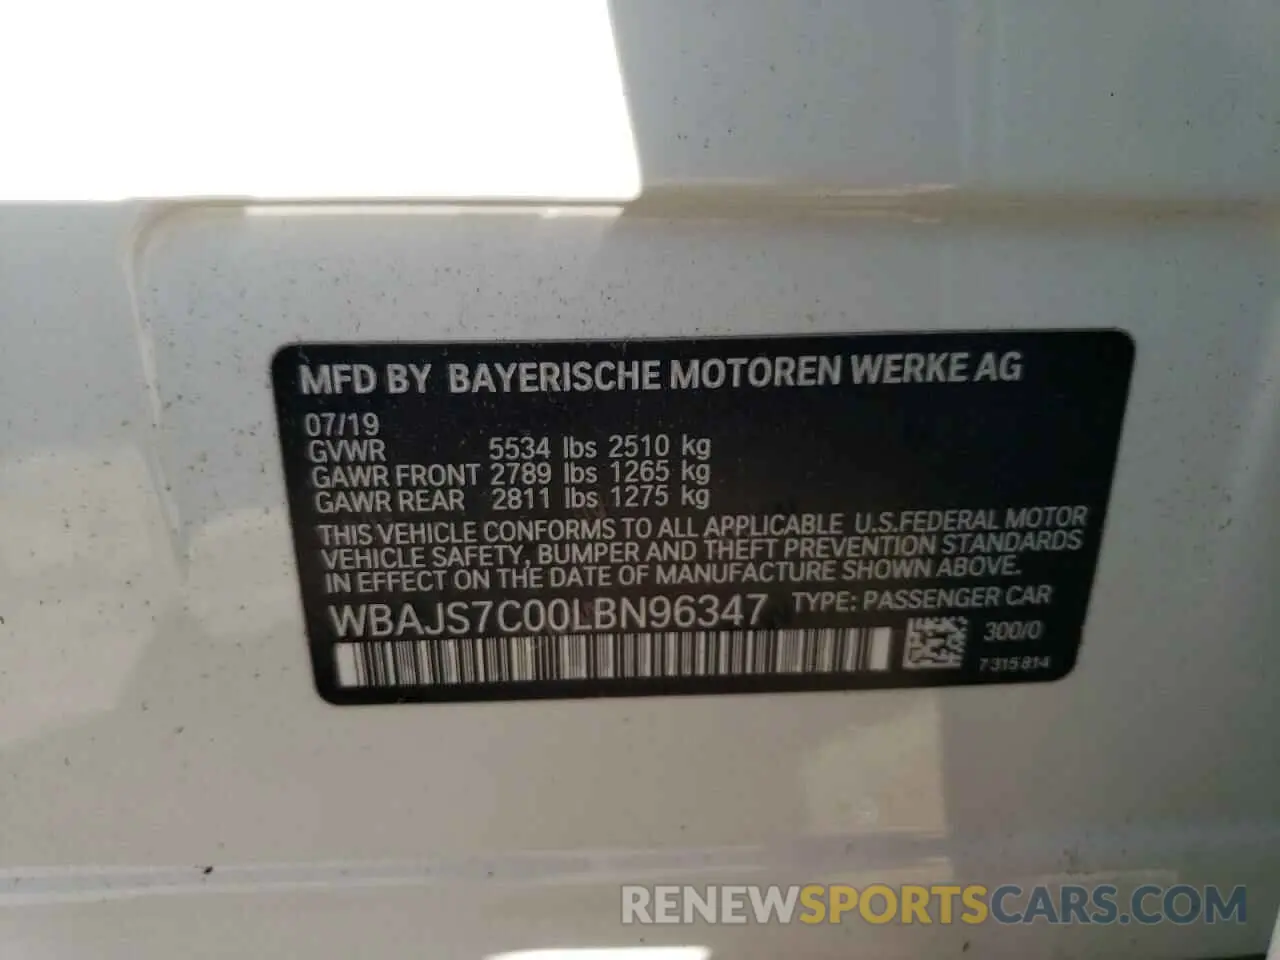 MFD BY BAYERISCHE MOTOREN WERKE AG
07/19
GVWR 5534 lbs 2510 kg
GAWR FRONT 2789 lbs 1265 kg
GAWR REAR 2811 lbs 1275 kg
THIS VEHICLE CONFORMS TO ALL APPLICABLE U.S.FEDERAL MOTOR
VEHICLE SAFETY, BUMPER AND THEFT PREVENTION STANDARDS
IN EFFECT ON THE DATE OF MANUFACTURE SHOWN ABOVE.
WBAJS7C00LBN96347 TYPE: PASSENGER CAR
300/0
7 315 814
RENEWSPORTSCARS.COM